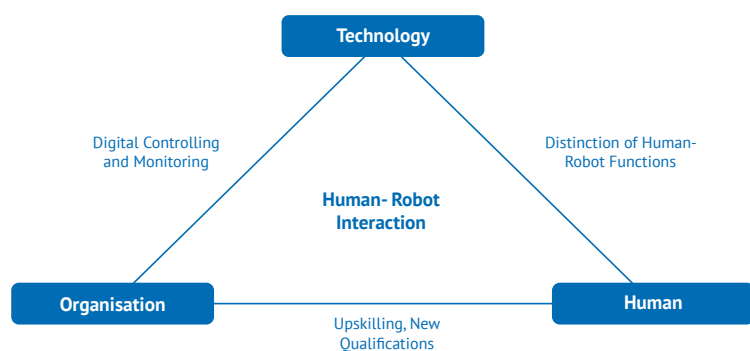 Technology
Digital Controlling
and Monitoring
Distinction of Human-
Robot Functions
Human- Robot
Interaction
Organisation
Human
Upskilling, New
Qualifications